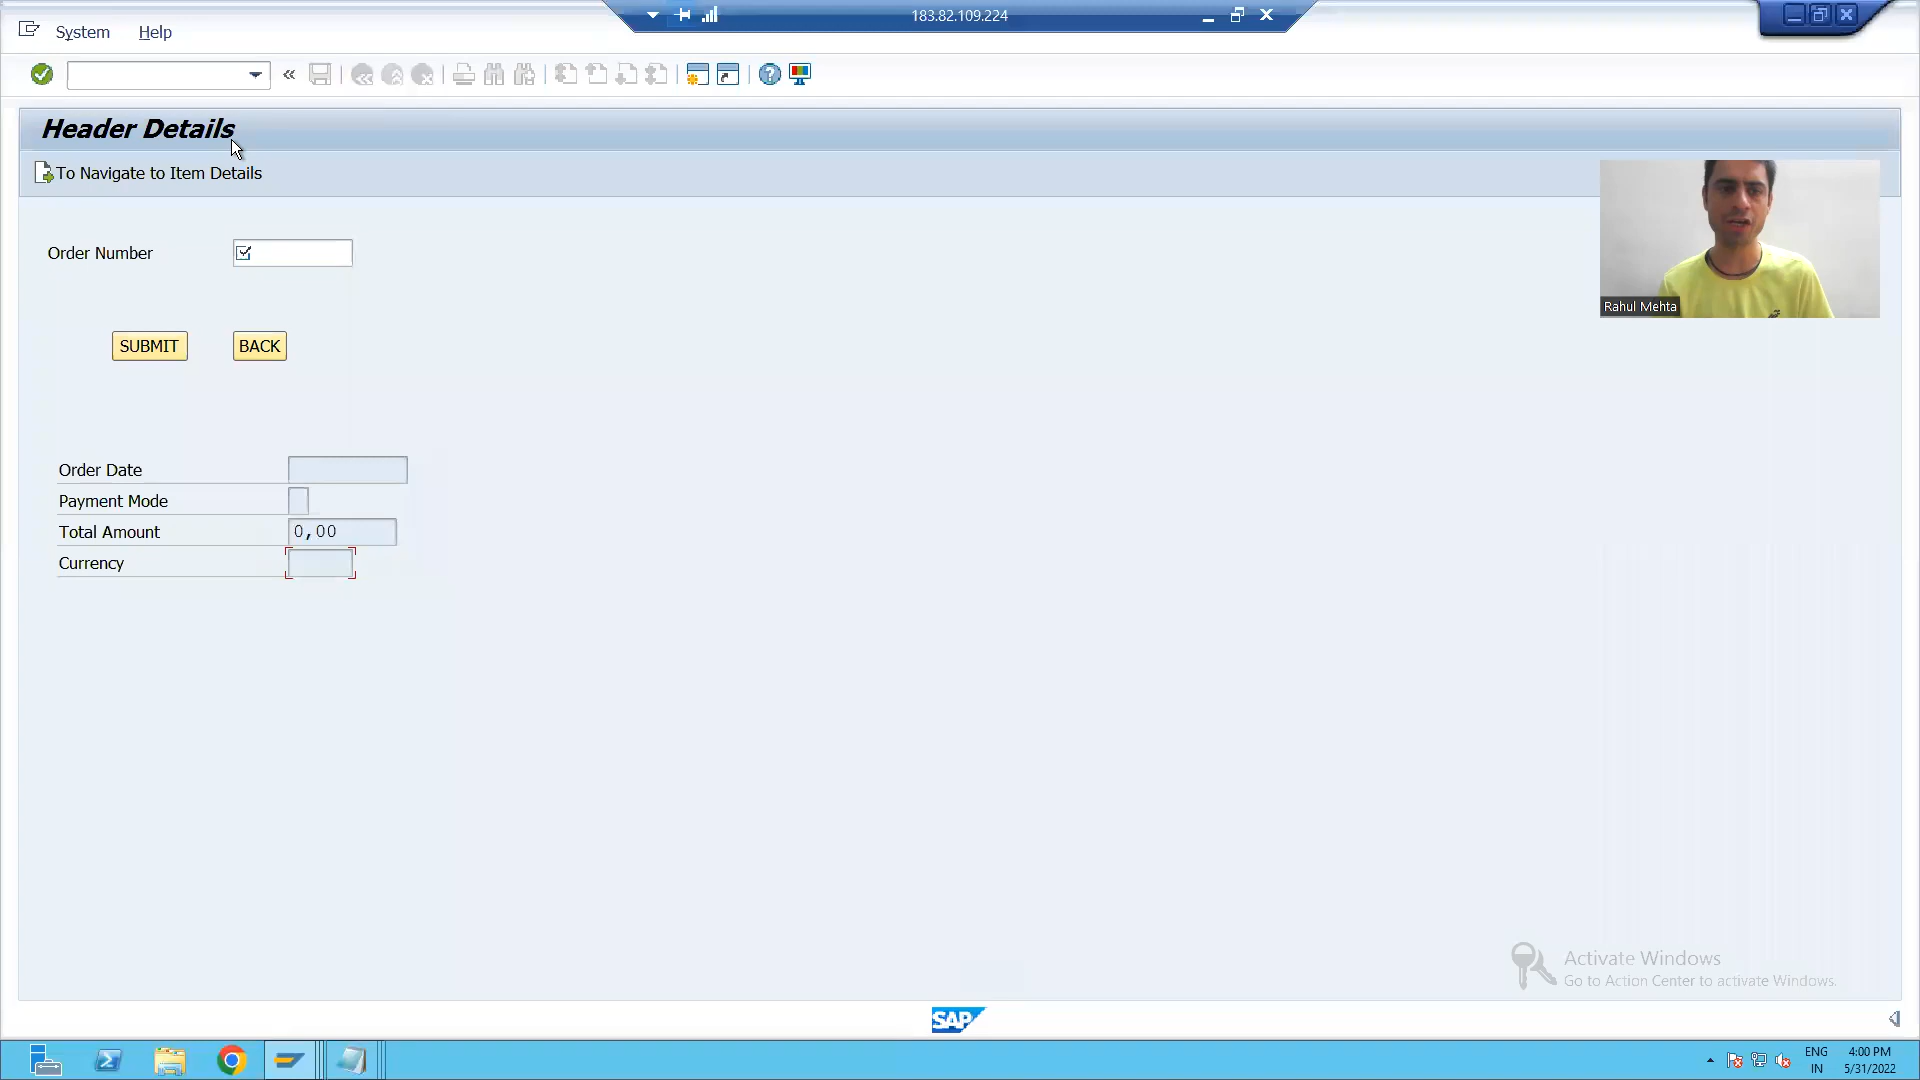 183.82.109.224
System Help
Header Details
To Navigate to Item Details
Order Number
Rahul Mehta
SUBMIT BACK
Order Date
Payment Mode
Total Amount 0,00
Currency
Activate Windows
Go to Action Center to activate Windows.
SAP
ENG 4:00 PM
IN 5/31/2022